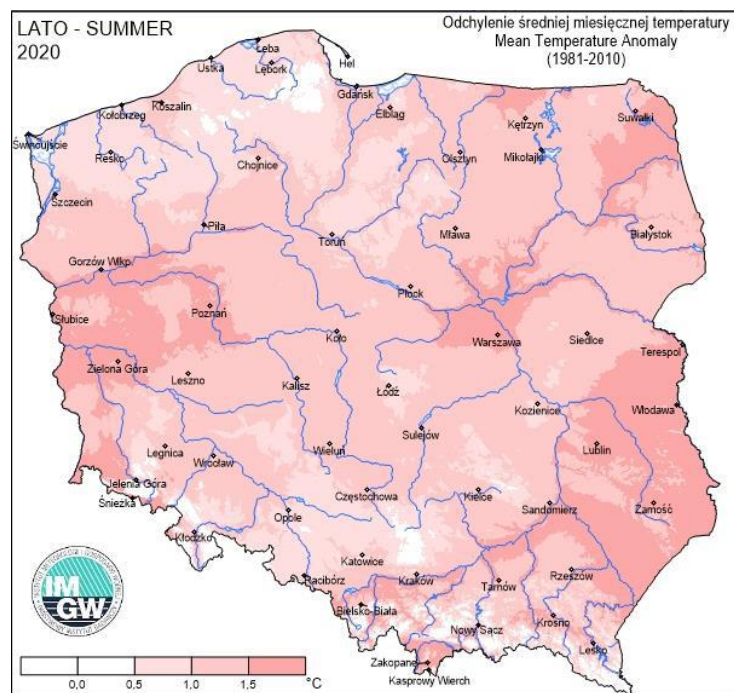 LATO - SUMMER
2020
Odchylenie średniej miesięcznej temperatury
Mean Temperature Anomaly
(1981-2010)
Łeba
Hel
Ustka
Lębork
Gdańsk
Koszalin
Kołobrzeg
Elbląg
Kętrzyn
Suwałki
Świnoujście
Resko
Chojnice
Olsztyn
Mikołajki
Szczecin
Piła
Toruń
Mława
Białystok
Gorzów Wlkp.
Płock
Słubice
Poznań
Koło
Warszawa
Siedlce
Terespol
Zielona Góra
Leszno
Kalisz
Łódź
Kozienice
Włodawa
Sulejów
Legnica
Wrocław
Wieluń
Lublin
Jelenia Góra
Śnieżka
Częstochowa
Kielce
Sandomierz
Zamość
Opole
Kłodzko
Katowice
Racibórz
Kraków
Tarnów
Rzeszów
Bielsko-Biała
Nowy Sącz
Krosno
Lesko
Zakopane
Kasprowy Wierch
IM
GW
0,0 0,5 1,0 1,5 °C